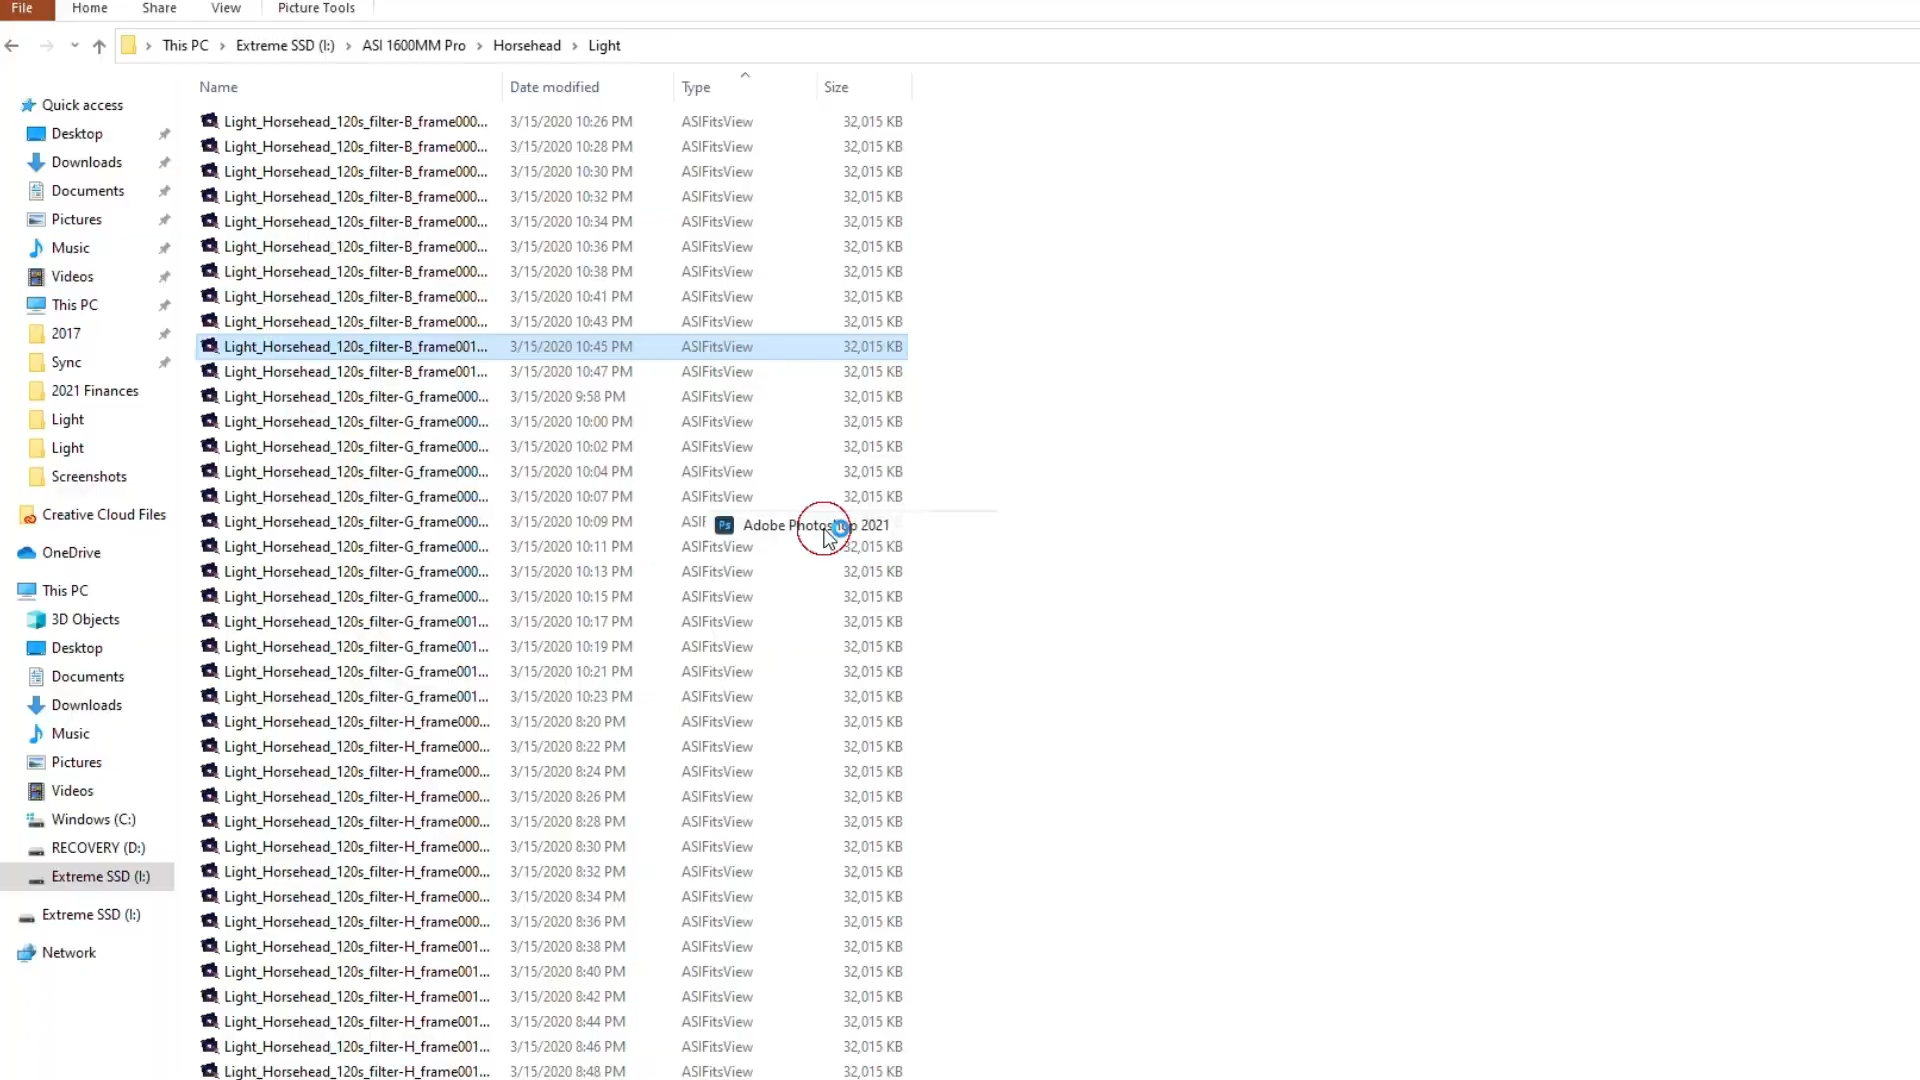 File Home Share View Picture Tools
This PC > Extreme SSD (I:) > ASI 1600MM Pro > Horsehead > Light
Name Date modified Type Size
Quick access
Desktop
Downloads
Documents
Pictures
Music
Videos
This PC
2017
Sync
2021 Finances
Light
Light
Screenshots
Creative Cloud Files
OneDrive
This PC
3D Objects
Desktop
Documents
Downloads
Music
Pictures
Videos
Windows (C:)
RECOVERY (D:)
Extreme SSD (I:)
Extreme SSD (I:)
Network
Light_Horsehead_120s_filter-B_frame000... 3/15/2020 10:26 PM ASIFitsView 32,015 KB
Light_Horsehead_120s_filter-B_frame000... 3/15/2020 10:28 PM ASIFitsView 32,015 KB
Light_Horsehead_120s_filter-B_frame000... 3/15/2020 10:30 PM ASIFitsView 32,015 KB
Light_Horsehead_120s_filter-B_frame000... 3/15/2020 10:32 PM ASIFitsView 32,015 KB
Light_Horsehead_120s_filter-B_frame000... 3/15/2020 10:34 PM ASIFitsView 32,015 KB
Light_Horsehead_120s_filter-B_frame000... 3/15/2020 10:36 PM ASIFitsView 32,015 KB
Light_Horsehead_120s_filter-B_frame000... 3/15/2020 10:38 PM ASIFitsView 32,015 KB
Light_Horsehead_120s_filter-B_frame000... 3/15/2020 10:41 PM ASIFitsView 32,015 KB
Light_Horsehead_120s_filter-B_frame000... 3/15/2020 10:43 PM ASIFitsView 32,015 KB
Light_Horsehead_120s_filter-B_frame001... 3/15/2020 10:45 PM ASIFitsView 32,015 KB
Light_Horsehead_120s_filter-B_frame001... 3/15/2020 10:47 PM ASIFitsView 32,015 KB
Light_Horsehead_120s_filter-G_frame000... 3/15/2020 9:58 PM ASIFitsView 32,015 KB
Light_Horsehead_120s_filter-G_frame000... 3/15/2020 10:00 PM ASIFitsView 32,015 KB
Light_Horsehead_120s_filter-G_frame000... 3/15/2020 10:02 PM ASIFitsView 32,015 KB
Light_Horsehead_120s_filter-G_frame000... 3/15/2020 10:04 PM ASIFitsView 32,015 KB
Light_Horsehead_120s_filter-G_frame000... 3/15/2020 10:07 PM ASIFitsView 32,015 KB
Light_Horsehead_120s_filter-G_frame000... 3/15/2020 10:09 PM ASIF Ps Adobe Photoshop 2021
Light_Horsehead_120s_filter-G_frame000... 3/15/2020 10:11 PM ASIFitsView 32,015 KB
Light_Horsehead_120s_filter-G_frame000... 3/15/2020 10:13 PM ASIFitsView 32,015 KB
Light_Horsehead_120s_filter-G_frame000... 3/15/2020 10:15 PM ASIFitsView 32,015 KB
Light_Horsehead_120s_filter-G_frame001... 3/15/2020 10:17 PM ASIFitsView 32,015 KB
Light_Horsehead_120s_filter-G_frame001... 3/15/2020 10:19 PM ASIFitsView 32,015 KB
Light_Horsehead_120s_filter-G_frame001... 3/15/2020 10:21 PM ASIFitsView 32,015 KB
Light_Horsehead_120s_filter-G_frame001... 3/15/2020 10:23 PM ASIFitsView 32,015 KB
Light_Horsehead_120s_filter-H_frame000... 3/15/2020 8:20 PM ASIFitsView 32,015 KB
Light_Horsehead_120s_filter-H_frame000... 3/15/2020 8:22 PM ASIFitsView 32,015 KB
Light_Horsehead_120s_filter-H_frame000... 3/15/2020 8:24 PM ASIFitsView 32,015 KB
Light_Horsehead_120s_filter-H_frame000... 3/15/2020 8:26 PM ASIFitsView 32,015 KB
Light_Horsehead_120s_filter-H_frame000... 3/15/2020 8:28 PM ASIFitsView 32,015 KB
Light_Horsehead_120s_filter-H_frame000... 3/15/2020 8:30 PM ASIFitsView 32,015 KB
Light_Horsehead_120s_filter-H_frame000... 3/15/2020 8:32 PM ASIFitsView 32,015 KB
Light_Horsehead_120s_filter-H_frame000... 3/15/2020 8:34 PM ASIFitsView 32,015 KB
Light_Horsehead_120s_filter-H_frame000... 3/15/2020 8:36 PM ASIFitsView 32,015 KB
Light_Horsehead_120s_filter-H_frame001... 3/15/2020 8:38 PM ASIFitsView 32,015 KB
Light_Horsehead_120s_filter-H_frame001... 3/15/2020 8:40 PM ASIFitsView 32,015 KB
Light_Horsehead_120s_filter-H_frame001... 3/15/2020 8:42 PM ASIFitsView 32,015 KB
Light_Horsehead_120s_filter-H_frame001... 3/15/2020 8:44 PM ASIFitsView 32,015 KB
Light_Horsehead_120s_filter-H_frame001... 3/15/2020 8:46 PM ASIFitsView 32,015 KB
Light_Horsehead_120s_filter-H_frame001... 3/15/2020 8:48 PM ASIFitsView 32,015 KB